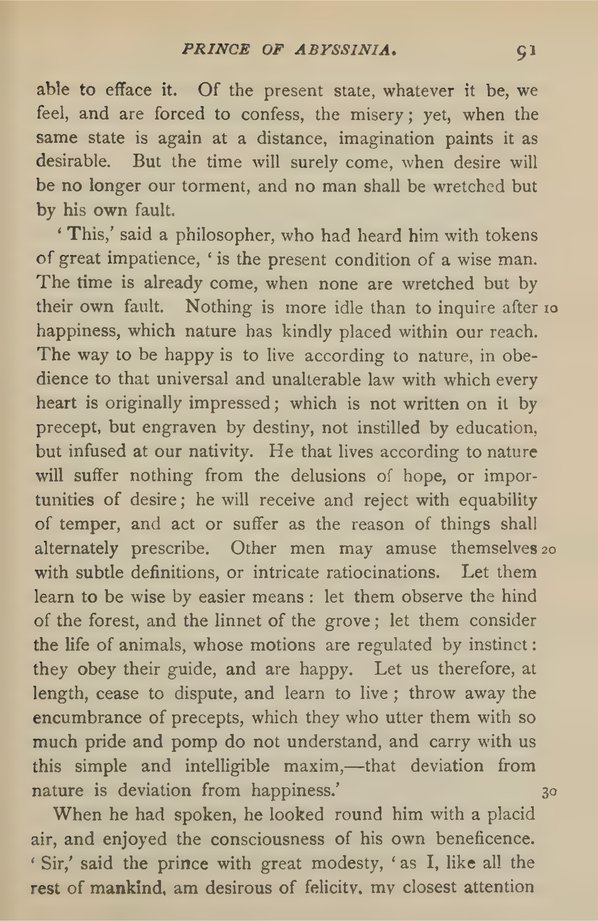 PRINCE OF ABYSSINIA. 91
able to efface it. Of the present state, whatever it be, we
feel, and are forced to confess, the misery; yet, when the
same state is again at a distance, imagination paints it as
desirable. But the time will surely come, when desire will
be no longer our torment, and no man shall be wretched but
by his own fault.
‘ This,’ said a philosopher, who had heard him with tokens
of great impatience, ‘ is the present condition of a wise man.
The time is already come, when none are wretched but by
their own fault. Nothing is more idle than to inquire after 10
happiness, which nature has kindly placed within our reach.
The way to be happy is to live according to nature, in obe-
dience to that universal and unalterable law with which every
heart is originally impressed; which is not written on it by
precept, but engraven by destiny, not instilled by education,
but infused at our nativity. He that lives according to nature
will suffer nothing from the delusions of hope, or impor-
tunities of desire; he will receive and reject with equability
of temper, and act or suffer as the reason of things shall
alternately prescribe. Other men may amuse themselves 20
with subtle definitions, or intricate ratiocinations. Let them
learn to be wise by easier means : let them observe the hind
of the forest, and the linnet of the grove; let them consider
the life of animals, whose motions are regulated by instinct :
they obey their guide, and are happy. Let us therefore, at
length, cease to dispute, and learn to live ; throw away the
encumbrance of precepts, which they who utter them with so
much pride and pomp do not understand, and carry with us
this simple and intelligible maxim,—that deviation from
nature is deviation from happiness.’ 30
When he had spoken, he looked round him with a placid
air, and enjoyed the consciousness of his own beneficence.
‘ Sir,’ said the prince with great modesty, ‘ as I, like all the
rest of mankind, am desirous of felicity, my closest attention